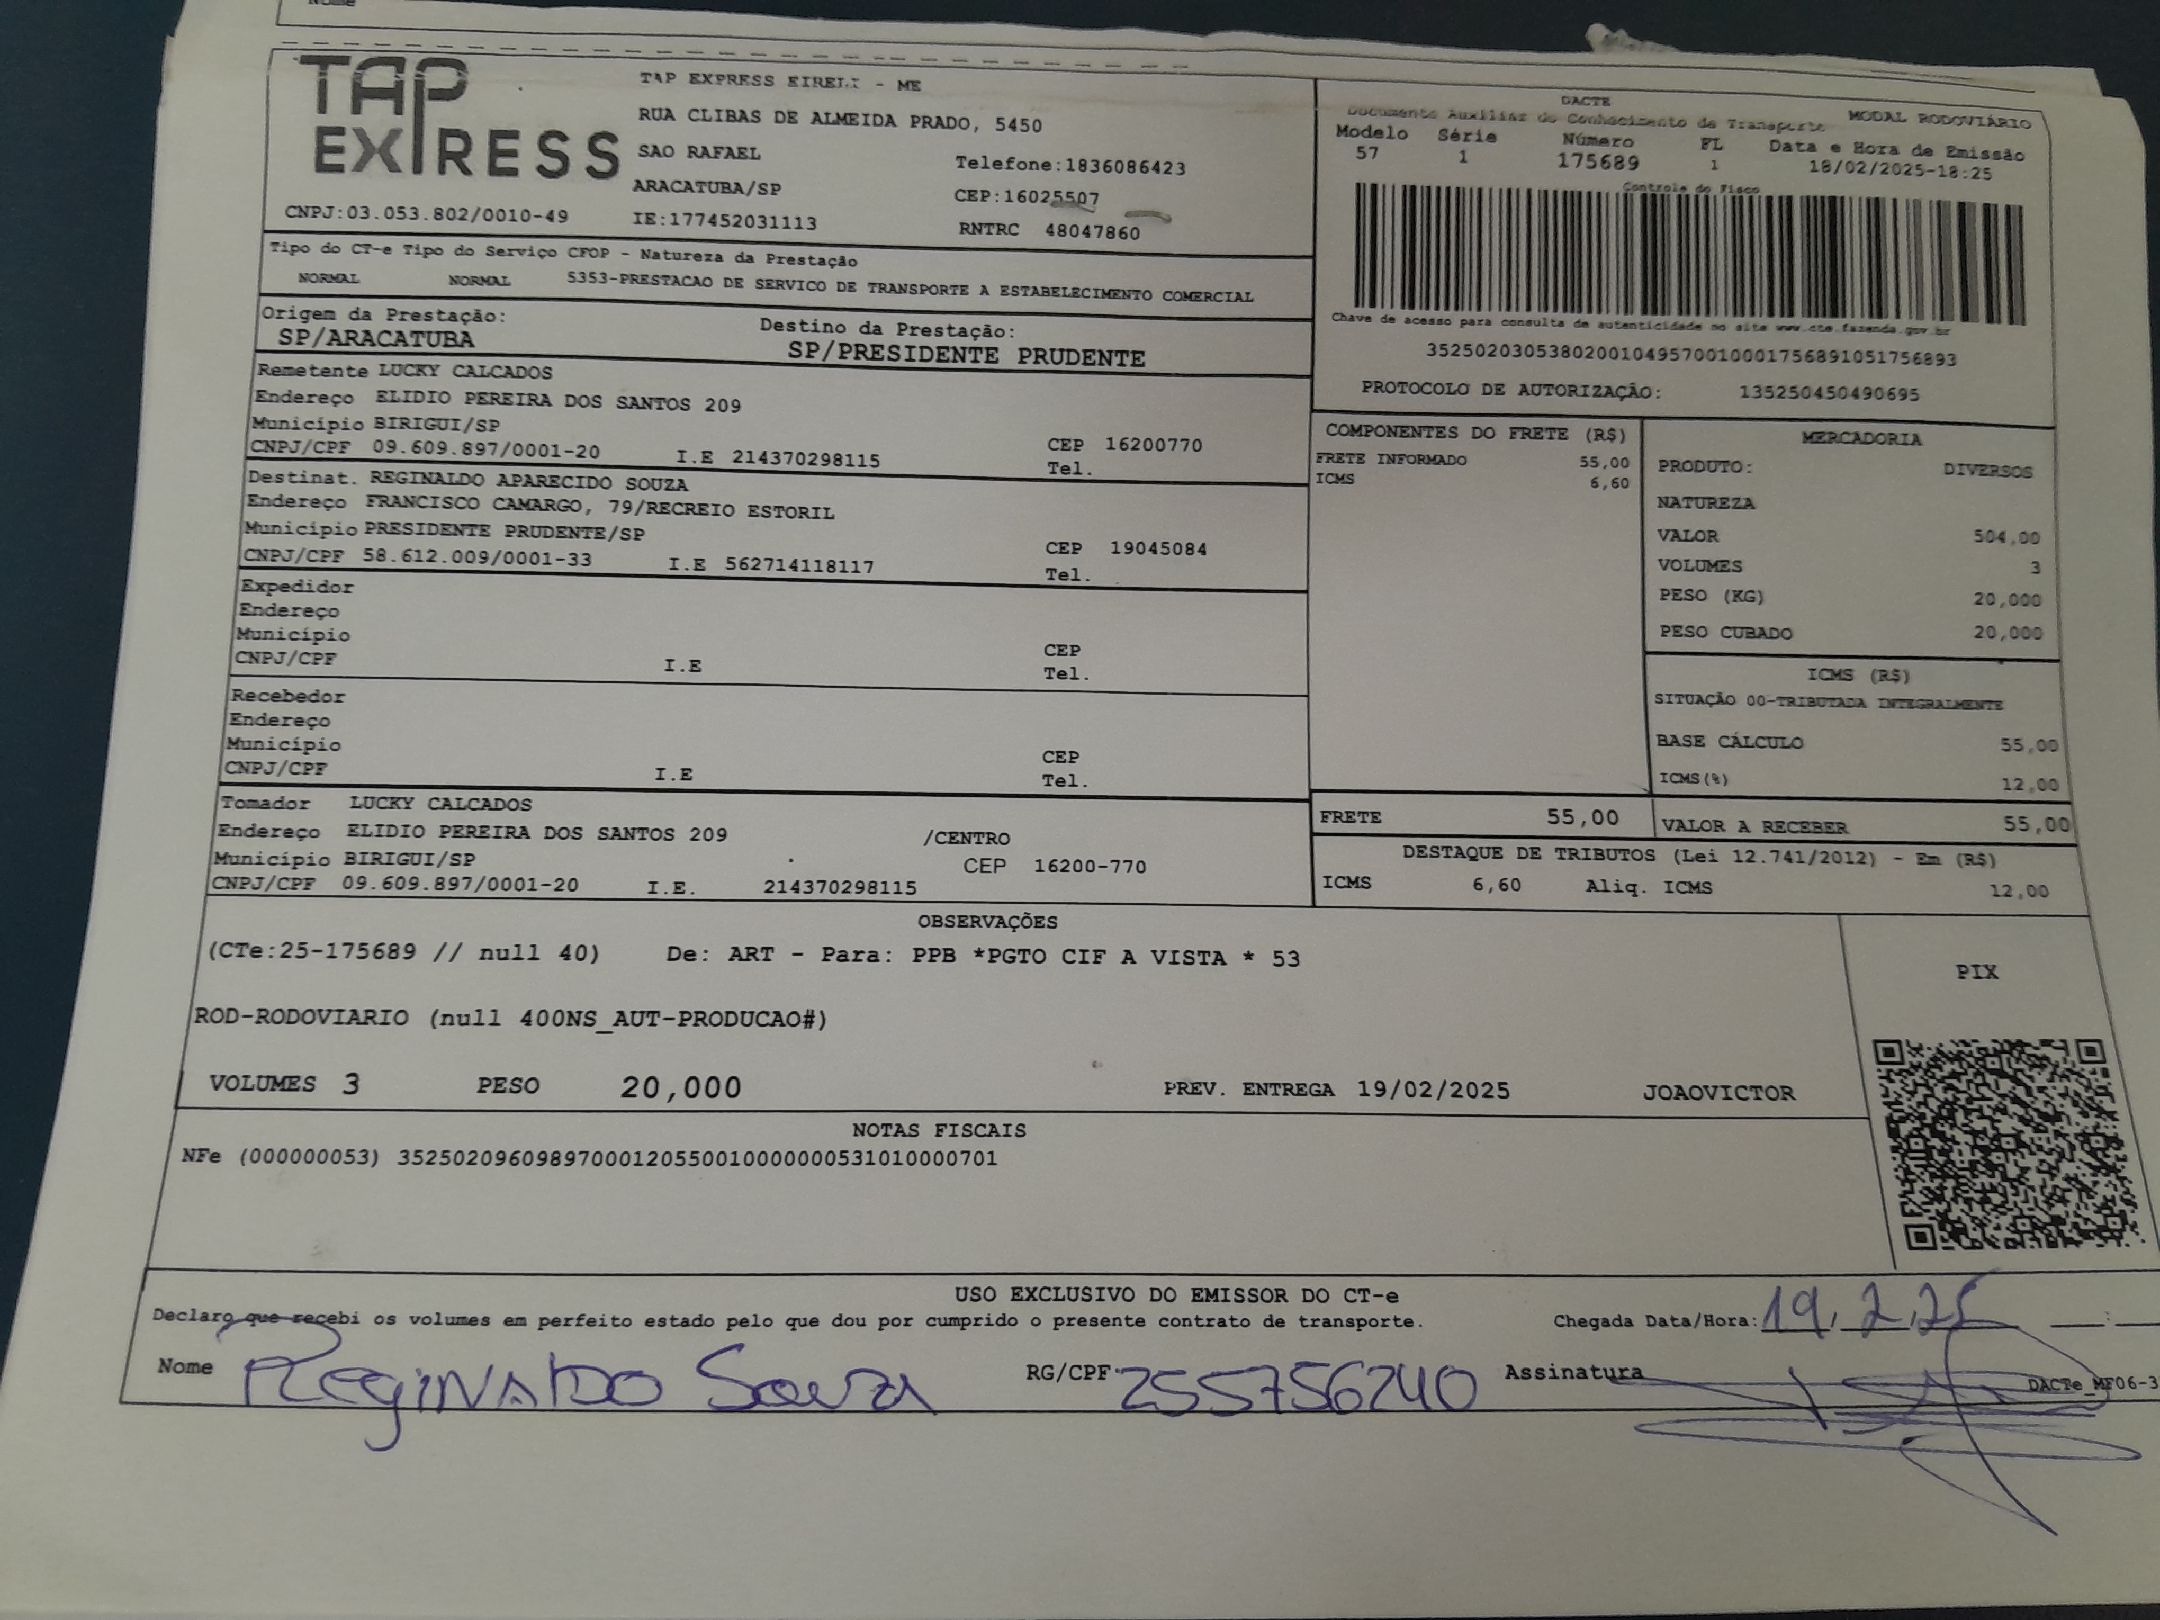 Nome
TAP
EXPRESS
TAP EXPRESS EIRELI - ME
RUA CLIBAS DE ALMEIDA PRADO, 5450
SAO RAFAEL
Telefone:1836086423
ARACATUBA/SP
CEP:16025507
CNPJ:03.053.802/0010-49
IE:177452031113
RNTRC 48047860
DACTE
Documento Auxiliar do Conhecimento de Transporte
MODAL RODOVIÁRIO
Modelo Série Número FL Data e Hora de Emissão
57 1 175689 1 18/02/2025-18:25
Controle do Fisco
Chave de acesso para consulta de autenticidade no site www.cte.fazenda.gov.br
35250203053802001049570010001756891051756893
PROTOCOLO DE AUTORIZAÇÃO: 135250450490695
Tipo do CT-e Tipo do Serviço CFOP - Natureza da Prestação
NORMAL NORMAL 5353-PRESTACAO DE SERVICO DE TRANSPORTE A ESTABELECIMENTO COMERCIAL
Origem da Prestação: Destino da Prestação:
SP/ARACATUBA SP/PRESIDENTE PRUDENTE
Remetente LUCKY CALCADOS
Endereço ELIDIO PEREIRA DOS SANTOS 209
Município BIRIGUI/SP CEP 16200770
CNPJ/CPF 09.609.897/0001-20 I.E 214370298115 Tel.
Destinat. REGINALDO APARECIDO SOUZA
Endereço FRANCISCO CAMARGO, 79/RECREIO ESTORIL
Município PRESIDENTE PRUDENTE/SP CEP 19045084
CNPJ/CPF 58.612.009/0001-33 I.E 562714118117 Tel.
Expedidor
Endereço
Município CEP
CNPJ/CPF I.E Tel.
Recebedor
Endereço
Município CEP
CNPJ/CPF I.E Tel.
Tomador LUCKY CALCADOS
Endereço ELIDIO PEREIRA DOS SANTOS 209 /CENTRO
Município BIRIGUI/SP CEP 16200-770
CNPJ/CPF 09.609.897/0001-20 I.E. 214370298115
COMPONENTES DO FRETE (R$)
FRETE INFORMADO 55,00
ICMS 6,60
MERCADORIA
PRODUTO: DIVERSOS
NATUREZA
VALOR 504,00
VOLUMES 3
PESO (KG) 20,000
PESO CUBADO 20,000
ICMS (R$)
SITUAÇÃO 00-TRIBUTADA INTEGRALMENTE
BASE CÁLCULO 55,00
ICMS(%) 12,00
FRETE 55,00 VALOR A RECEBER 55,00
DESTAQUE DE TRIBUTOS (Lei 12.741/2012) - Em (R$)
ICMS 6,60 Aliq. ICMS 12,00
OBSERVAÇÕES
(CTe:25-175689 // null 40) De: ART - Para: PPB *PGTO CIF A VISTA * 53
ROD-RODOVIARIO (null 400NS_AUT-PRODUCAO#)
VOLUMES 3 PESO 20,000 PREV. ENTREGA 19/02/2025 JOAOVICTOR
PIX
NOTAS FISCAIS
NFe (000000053) 35250209609897000120550010000000531010000701
USO EXCLUSIVO DO EMISSOR DO CT-e
Declaro que recebi os volumes em perfeito estado pelo que dou por cumprido o presente contrato de transporte. Chegada Data/Hora: 19, 2, 25 :
Nome Reginaldo Souza RG/CPF 255756240 Assinatura
DACTe_MF06-3